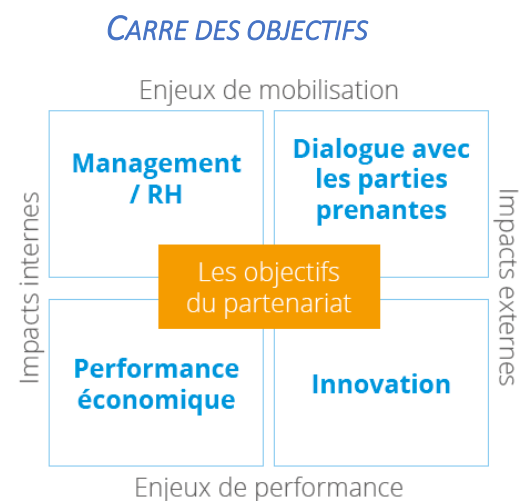 CARRE DES OBJECTIFS
Enjeux de mobilisation
Management
/ RH
Dialogue avec
les parties
prenantes
Impacts internes
Impacts externes
Les objectifs
du partenariat
Performance
économique
Innovation
Enjeux de performance